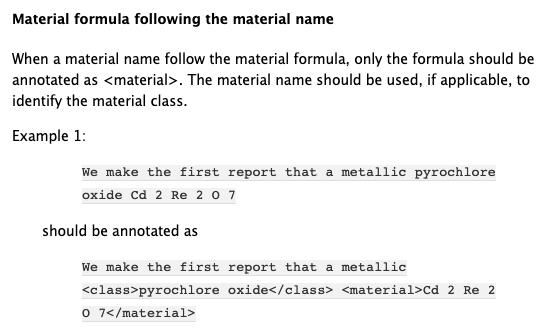 Material formula following the material name
When a material name follow the material formula, only the formula should be
annotated as <material>. The material name should be used, if applicable, to
identify the material class.
Example 1:
We make the first report that a metallic pyrochlore
oxide Cd 2 Re 2 O 7
should be annotated as
We make the first report that a metallic
<class>pyrochlore oxide</class> <material>Cd 2 Re 2
O 7</material>